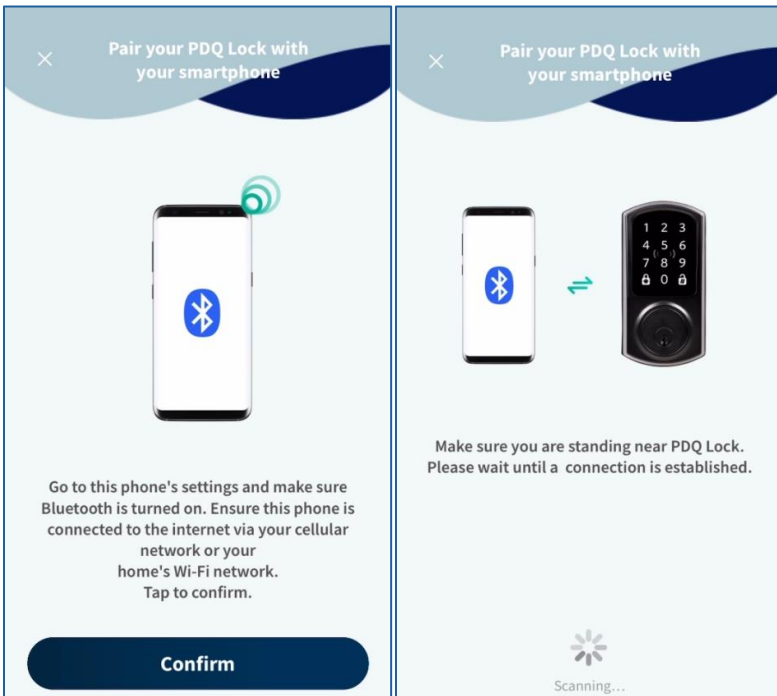 Pair your PDQ Lock with
your smartphone
Go to this phone's settings and make sure
Bluetooth is turned on. Ensure this phone is
connected to the internet via your cellular
network or your
home's Wi-Fi network.
Tap to confirm.
Confirm
Pair your PDQ Lock with
your smartphone
1 2 3
4 5 6
7 8 9
0
Make sure you are standing near PDQ Lock.
Please wait until a connection is established.
Scanning...